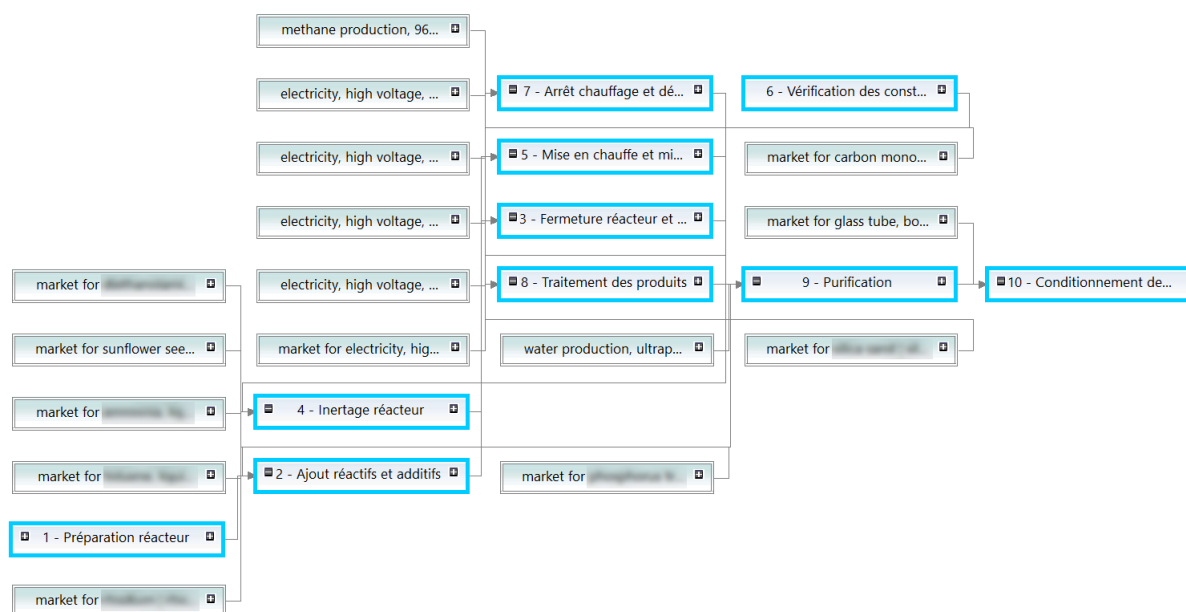 methane production, 96...
electricity, high voltage, ...
7 - Arrêt chauffage et dé...
6 - Vérification des const...
electricity, high voltage, ...
5 - Mise en chauffe et mi...
market for carbon mono...
electricity, high voltage, ...
3 - Fermeture réacteur et ...
market for glass tube, bo...
market for
electricity, high voltage, ...
8 - Traitement des produits
9 - Purification
10 - Conditionnement de...
market for sunflower see...
market for electricity, hig...
water production, ultrap...
market for
market for
4 - Inertage réacteur
market for
2 - Ajout réactifs et additifs
market for
1 - Préparation réacteur
market for